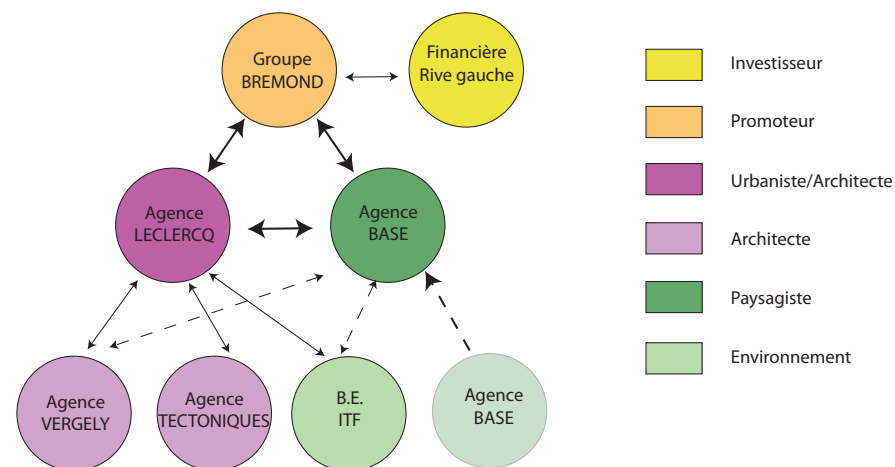 Groupe
BREMOND
Financière
Rive gauche
Investisseur
Promoteur
Agence
LECLERCQ
Agence
BASE
Urbaniste/Architecte
Architecte
Paysagiste
Environnement
Agence
VERGELY
Agence
TECTONIQUES
B.E.
ITF
Agence
BASE